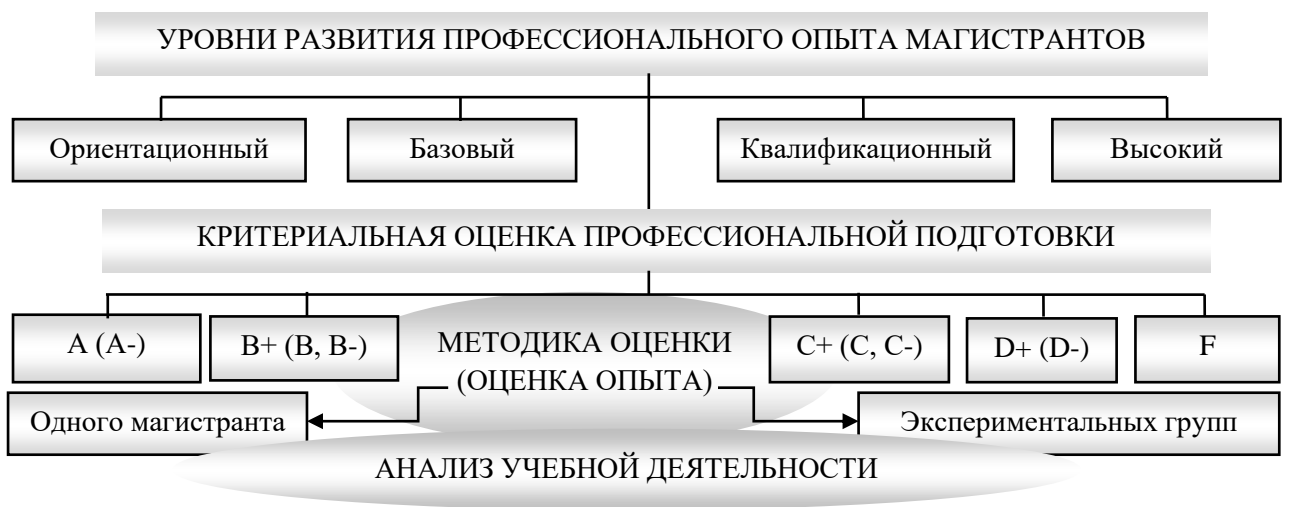 УРОВНИ РАЗВИТИЯ ПРОФЕССИОНАЛЬНОГО ОПЫТА МАГИСТРАНТОВ
Ориентационный
Базовый
Квалификационный
Высокий
КРИТЕРИАЛЬНАЯ ОЦЕНКА ПРОФЕССИОНАЛЬНОЙ ПОДГОТОВКИ
A (A-)
B+ (B, B-)
МЕТОДИКА ОЦЕНКИ
(ОЦЕНКА ОПЫТА)
C+ (C, C-)
D+ (D-)
F
Одного магистранта
Экспериментальных групп
АНАЛИЗ УЧЕБНОЙ ДЕЯТЕЛЬНОСТИ